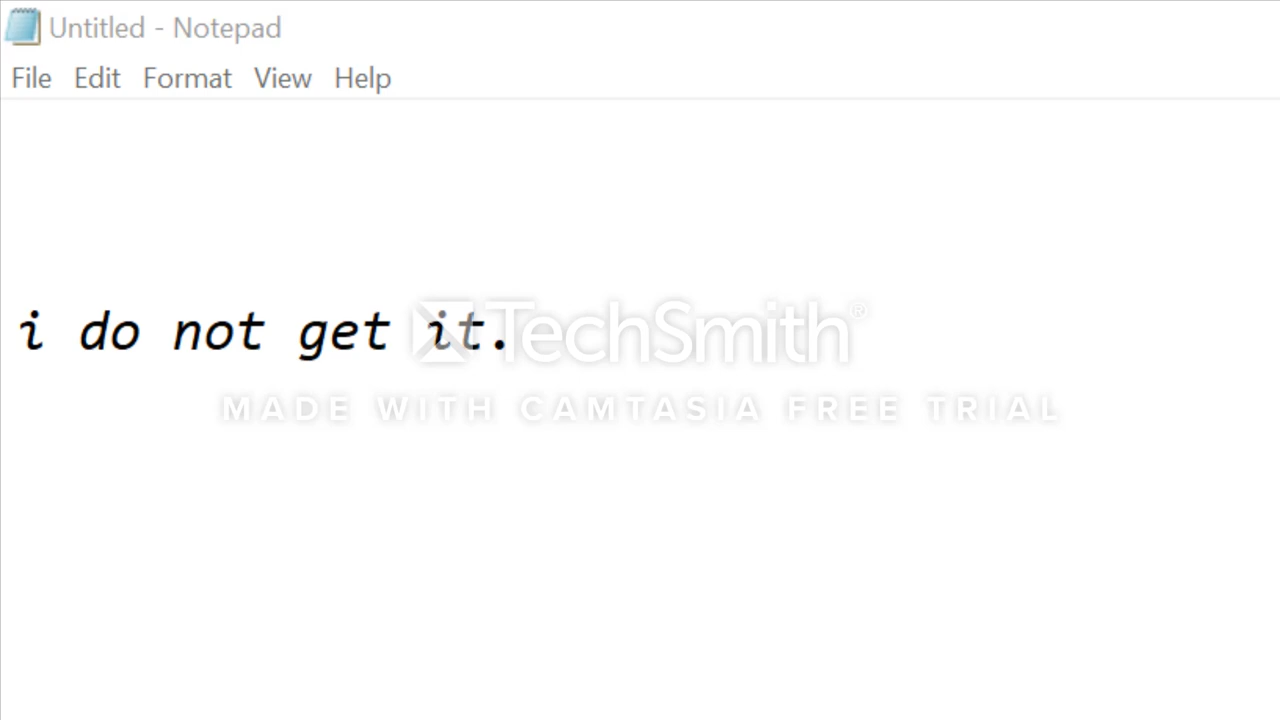 Untitled - Notepad
File Edit Format View Help
i do not get it.
TechSmith®
MADE WITH CAMTASIA FREE TRIAL